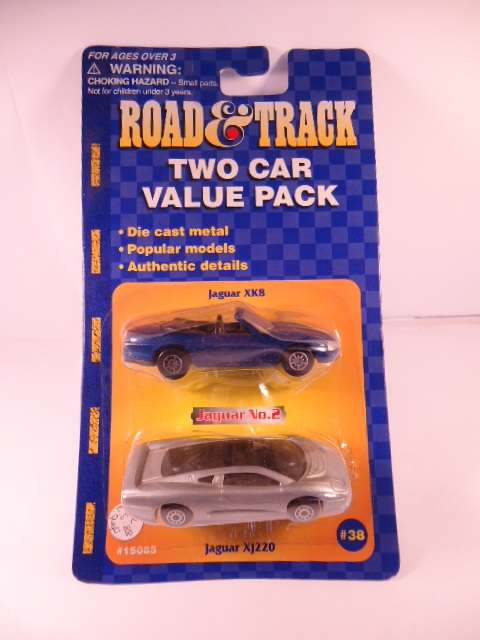 FOR AGES OVER 3
⚠ WARNING:
CHOKING HAZARD – Small parts.
Not for children under 3 years.
ROAD & TRACK
TWO CAR
VALUE PACK
• Die cast metal
• Popular models
• Authentic details
Jaguar XK8
Jaguar No.2
#15085
Jaguar XJ220
#38